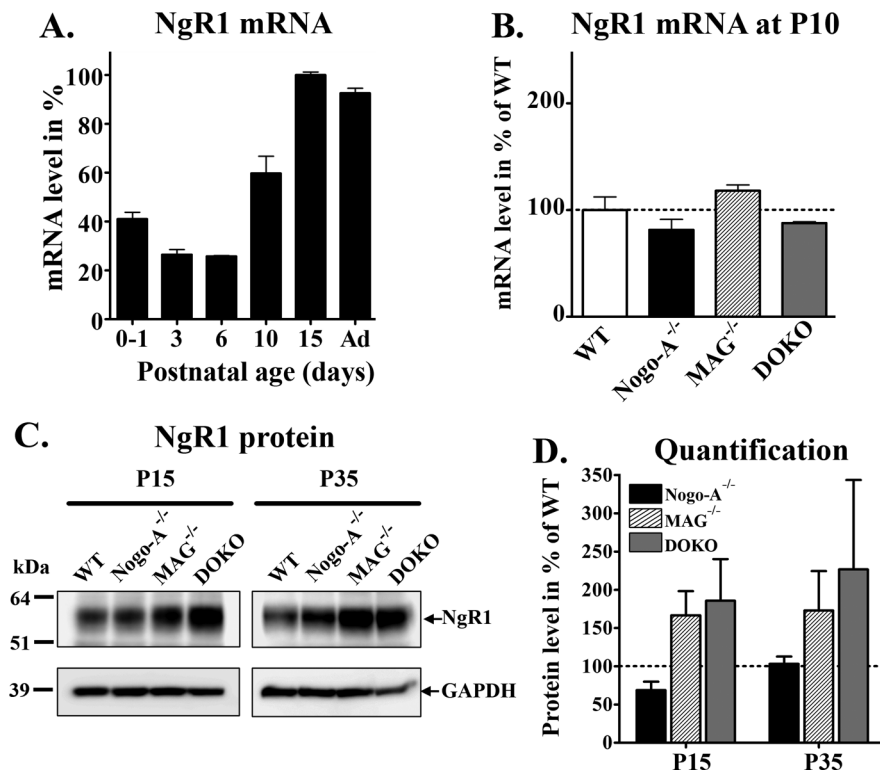 A. NgR1 mRNA
mRNA level in %
100
80
60
40
20
0
0-1 3 6 10 15 Ad
Postnatal age (days)
B. NgR1 mRNA at P10
mRNA level in % of WT
200
100
0
WT Nogo-A-/- MAG-/- DOKO
C. NgR1 protein
P15 P35
WT Nogo-A-/- MAG-/- DOKO WT Nogo-A-/- MAG-/- DOKO
kDa
64
51
39
NgR1
GAPDH
D. Quantification
Protein level in % of WT
350
300
250
200
150
100
50
0
Nogo-A-/-
MAG-/-
DOKO
P15 P35